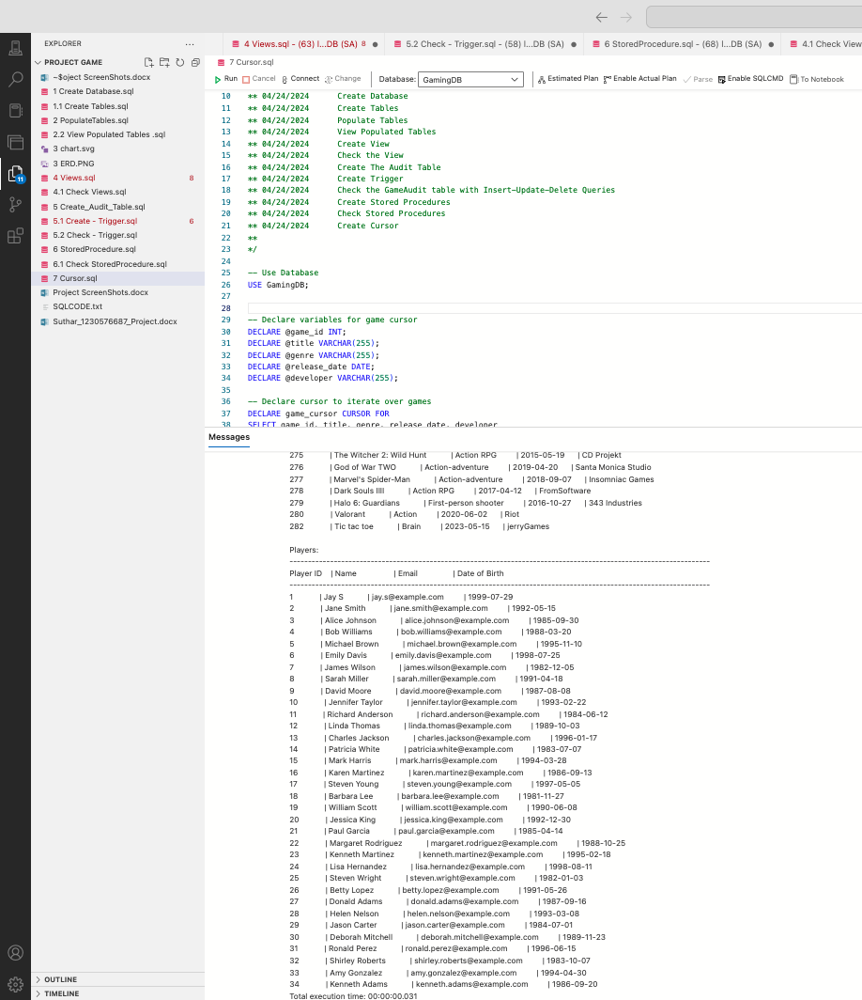 EXPLORER
...
PROJECT GAME
~$oject ScreenShots.docx
1 Create Database.sql
1.1 Create Tables.sql
2 PopulateTables.sql
2.2 View Populated Tables .sql
3 chart.svg
3 ERD.PNG
4 Views.sql 8
4.1 Check Views.sql
5 Create_Audit_Table.sql
5.1 Create - Trigger.sql 6
5.2 Check - Trigger.sql
6 StoredProcedure.sql
6.1 Check StoredProcedure.sql
7 Cursor.sql
Project ScreenShots.docx
SQLCODE.txt
Suthar_1230576687_Project.docx
11
OUTLINE
TIMELINE
4 Views.sql - (63) l...DB (SA) 8 ● 5.2 Check - Trigger.sql - (58) l...DB (SA) ● 6 StoredProcedure.sql - (68) l...DB (SA) ● 4.1 Check View
7 Cursor.sql
Run Cancel Connect Change Database: GamingDB Estimated Plan Enable Actual Plan Parse Enable SQLCMD To Notebook
10 ** 04/24/2024 Create Database
11 ** 04/24/2024 Create Tables
12 ** 04/24/2024 Populate Tables
13 ** 04/24/2024 View Populated Tables
14 ** 04/24/2024 Create View
15 ** 04/24/2024 Check the View
16 ** 04/24/2024 Create The Audit Table
17 ** 04/24/2024 Create Trigger
18 ** 04/24/2024 Check the GameAudit table with Insert-Update-Delete Queries
19 ** 04/24/2024 Create Stored Procedures
20 ** 04/24/2024 Check Stored Procedures
21 ** 04/24/2024 Create Cursor
22 **
23 */
24
25 -- Use Database
26 USE GamingDB;
27
28
29 -- Declare variables for game cursor
30 DECLARE @game_id INT;
31 DECLARE @title VARCHAR(255);
32 DECLARE @genre VARCHAR(255);
33 DECLARE @release_date DATE;
34 DECLARE @developer VARCHAR(255);
35
36 -- Declare cursor to iterate over games
37 DECLARE game_cursor CURSOR FOR
38 SELECT game_id, title, genre, release_date, developer
Messages
275 | The Witcher 2: Wild Hunt | Action RPG | 2015-05-19 | CD Projekt
276 | God of War TWO | Action-adventure | 2019-04-20 | Santa Monica Studio
277 | Marvel's Spider-Man | Action-adventure | 2018-09-07 | Insomniac Games
278 | Dark Souls IIII | Action RPG | 2017-04-12 | FromSoftware
279 | Halo 6: Guardians | First-person shooter | 2016-10-27 | 343 Industries
280 | Valorant | Action | 2020-06-02 | Riot
282 | Tic tac toe | Brain | 2023-05-15 | jerryGames
Players:
Player ID | Name | Email | Date of Birth
1 | Jay S | jay.s@example.com | 1999-07-29
2 | Jane Smith | jane.smith@example.com | 1992-05-15
3 | Alice Johnson | alice.johnson@example.com | 1985-09-30
4 | Bob Williams | bob.williams@example.com | 1988-03-20
5 | Michael Brown | michael.brown@example.com | 1995-11-10
6 | Emily Davis | emily.davis@example.com | 1998-07-25
7 | James Wilson | james.wilson@example.com | 1982-12-05
8 | Sarah Miller | sarah.miller@example.com | 1991-04-18
9 | David Moore | david.moore@example.com | 1987-08-08
10 | Jennifer Taylor | jennifer.taylor@example.com | 1993-02-22
11 | Richard Anderson | richard.anderson@example.com | 1984-06-12
12 | Linda Thomas | linda.thomas@example.com | 1989-10-03
13 | Charles Jackson | charles.jackson@example.com | 1996-01-17
14 | Patricia White | patricia.white@example.com | 1983-07-07
15 | Mark Harris | mark.harris@example.com | 1994-03-28
16 | Karen Martinez | karen.martinez@example.com | 1986-09-13
17 | Steven Young | steven.young@example.com | 1997-05-05
18 | Barbara Lee | barbara.lee@example.com | 1981-11-27
19 | William Scott | william.scott@example.com | 1990-06-08
20 | Jessica King | jessica.king@example.com | 1992-12-30
21 | Paul Garcia | paul.garcia@example.com | 1985-04-14
22 | Margaret Rodriguez | margaret.rodriguez@example.com | 1988-10-25
23 | Kenneth Martinez | kenneth.martinez@example.com | 1995-02-18
24 | Lisa Hernandez | lisa.hernandez@example.com | 1998-08-11
25 | Steven Wright | steven.wright@example.com | 1982-01-03
26 | Betty Lopez | betty.lopez@example.com | 1991-05-26
27 | Donald Adams | donald.adams@example.com | 1987-09-16
28 | Helen Nelson | helen.nelson@example.com | 1993-03-08
29 | Jason Carter | jason.carter@example.com | 1984-07-01
30 | Deborah Mitchell | deborah.mitchell@example.com | 1989-11-23
31 | Ronald Perez | ronald.perez@example.com | 1996-06-15
32 | Shirley Roberts | shirley.roberts@example.com | 1983-10-07
33 | Amy Gonzalez | amy.gonzalez@example.com | 1994-04-30
34 | Kenneth Adams | kenneth.adams@example.com | 1986-09-20
Total execution time: 00:00:00.031